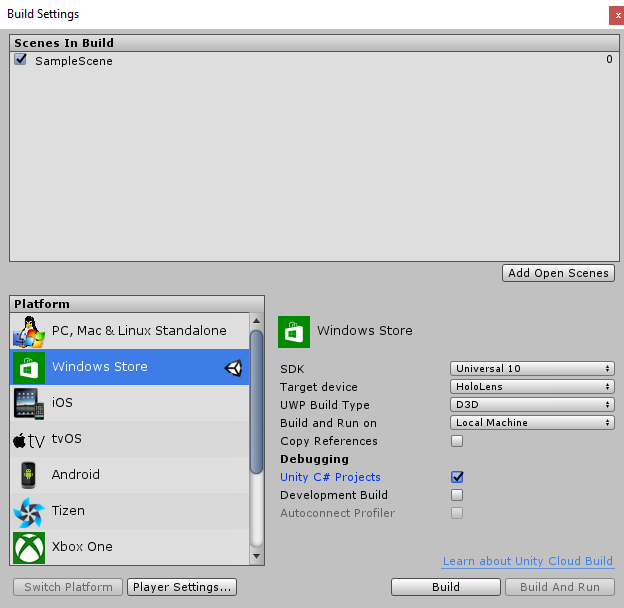 Build Settings
x
Scenes In Build
SampleScene 0
Add Open Scenes
Platform
PC, Mac & Linux Standalone
Windows Store
iOS
tv tvOS
Android
Tizen
Xbox One
Windows Store
SDK Universal 10
Target device HoloLens
UWP Build Type D3D
Build and Run on Local Machine
Copy References
Debugging
Unity C# Projects
Development Build
Autoconnect Profiler
Learn about Unity Cloud Build
Switch Platform Player Settings... Build Build And Run